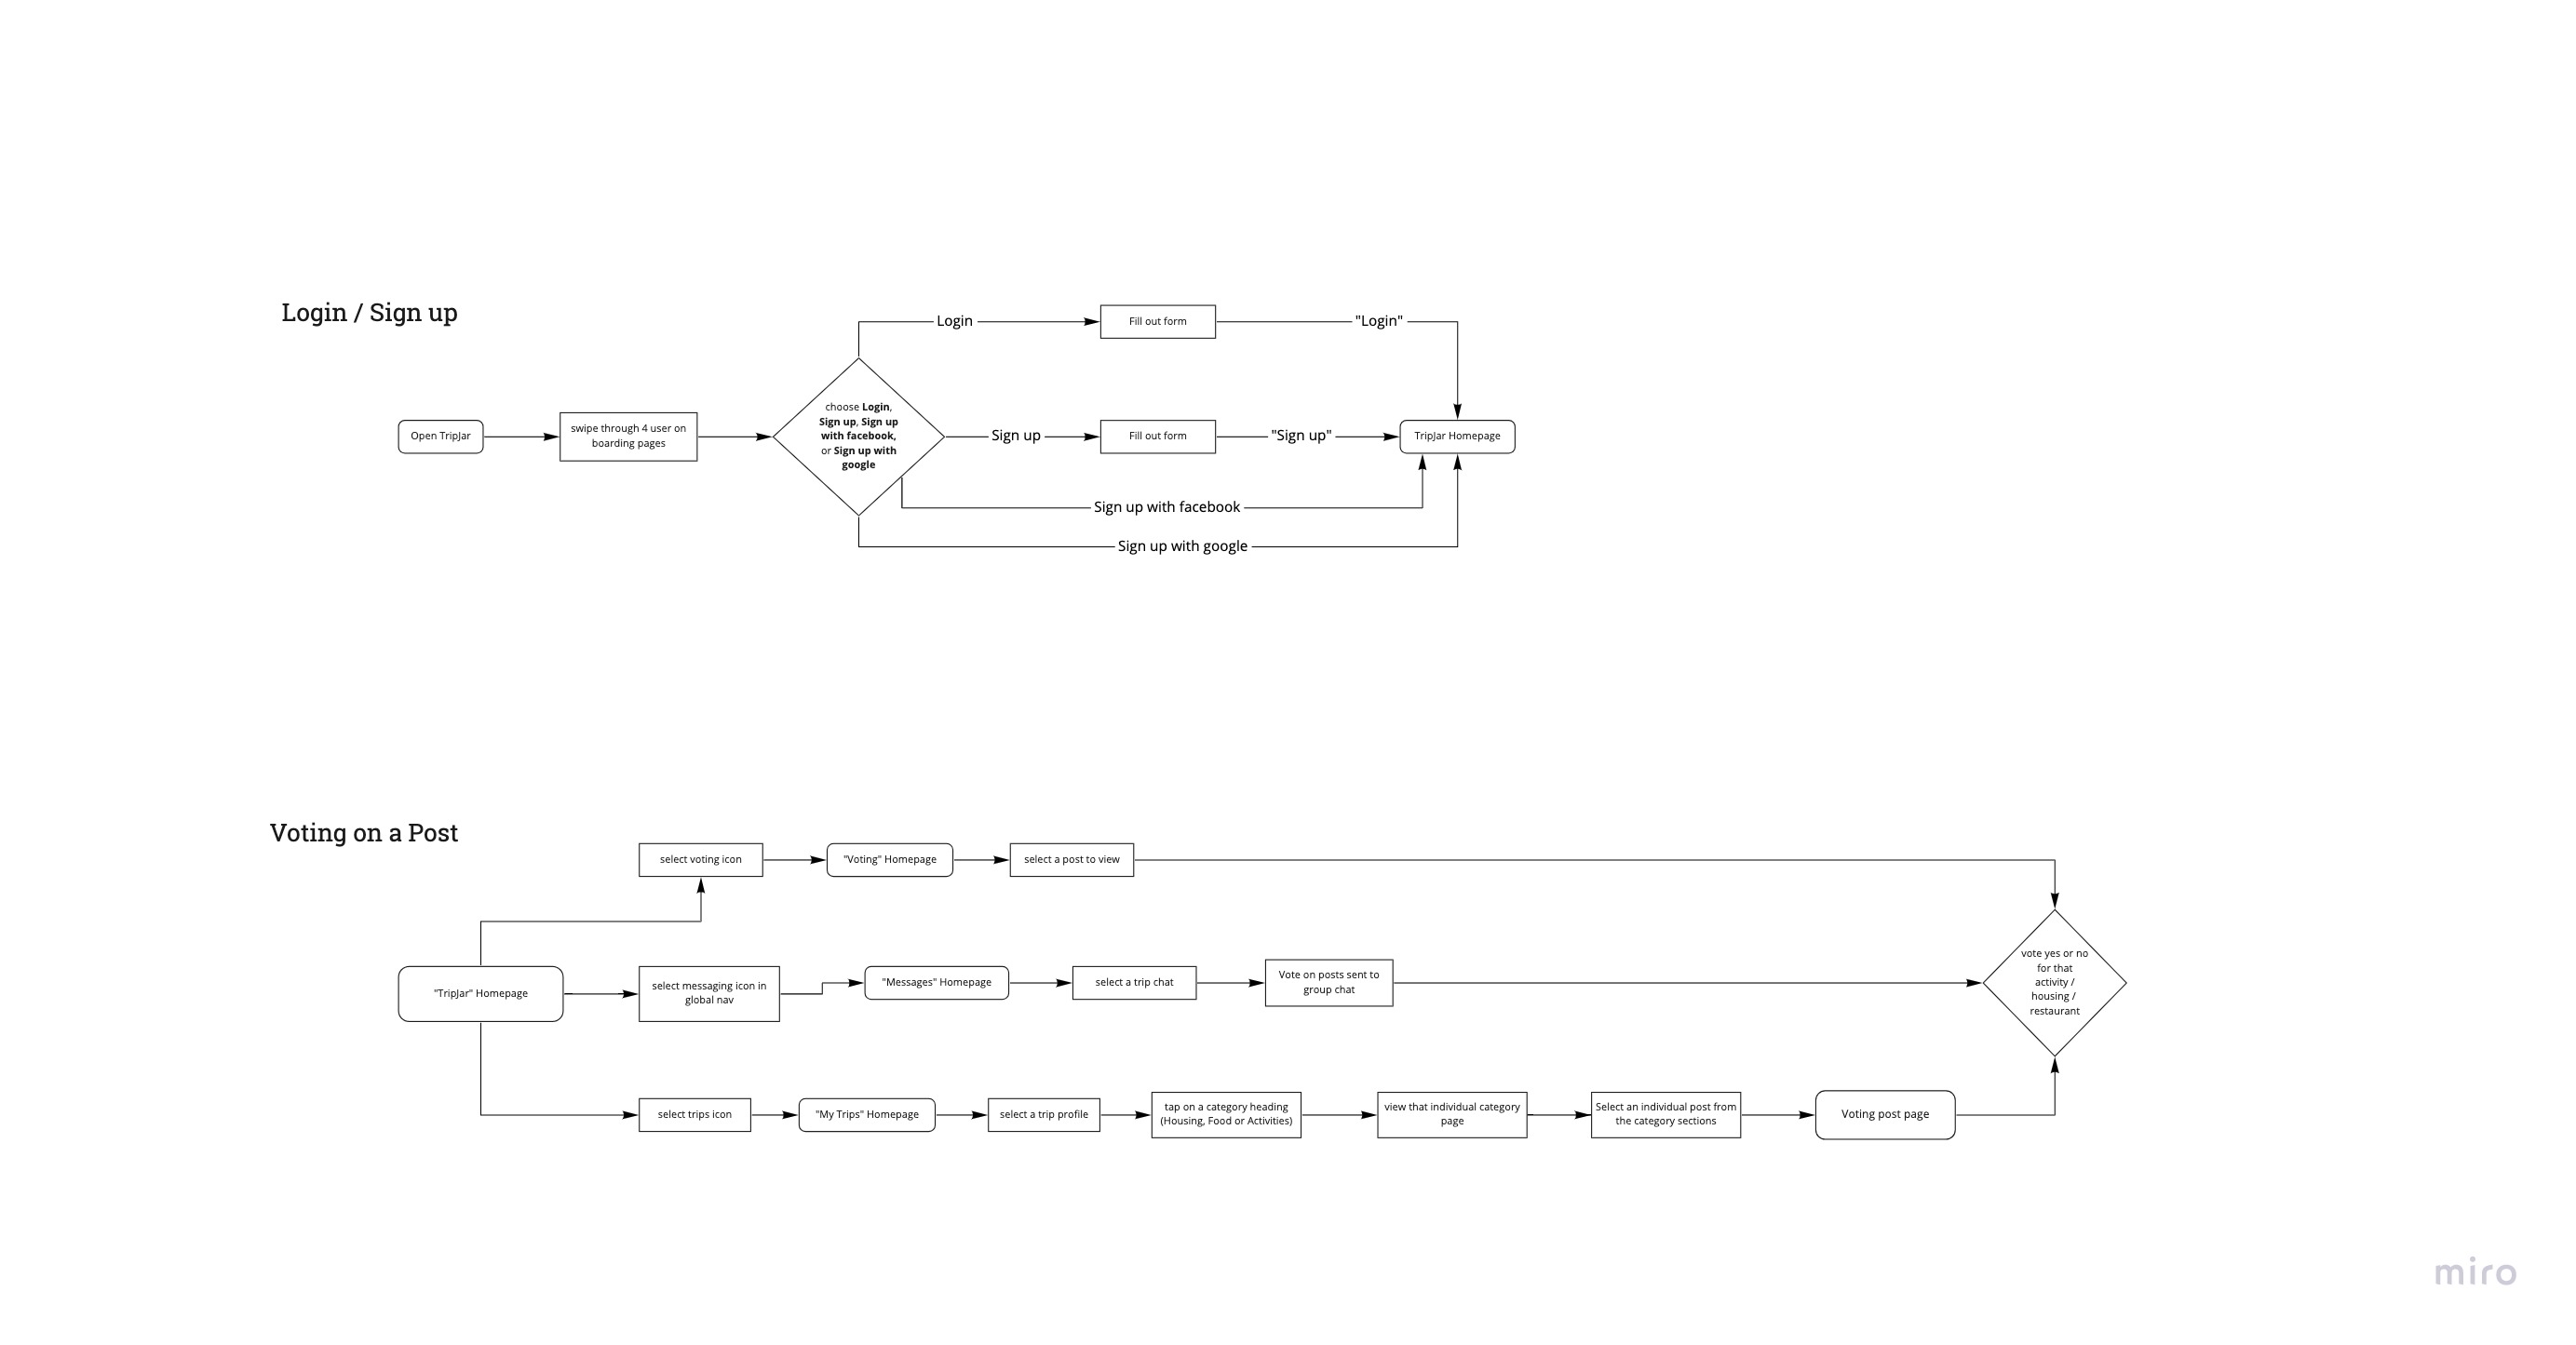 Login / Sign up
Login
Fill out form
"Login"
Open TripJar
swipe through 4 user on
boarding pages
choose Login,
Sign up, Sign up
with facebook,
or Sign up with
google
Sign up
Fill out form
"Sign up"
TripJar Homepage
Sign up with facebook
Sign up with google
Voting on a Post
select voting icon
"Voting" Homepage
select a post to view
"TripJar" Homepage
select messaging icon in
global nav
"Messages" Homepage
select a trip chat
Vote on posts sent to
group chat
vote yes or no
for that
activity /
housing /
restaurant
select trips icon
"My Trips" Homepage
select a trip profile
tap on a category heading
(Housing, Food or Activities)
view that individual category
page
Select an individual post from
the category sections
Voting post page
miro